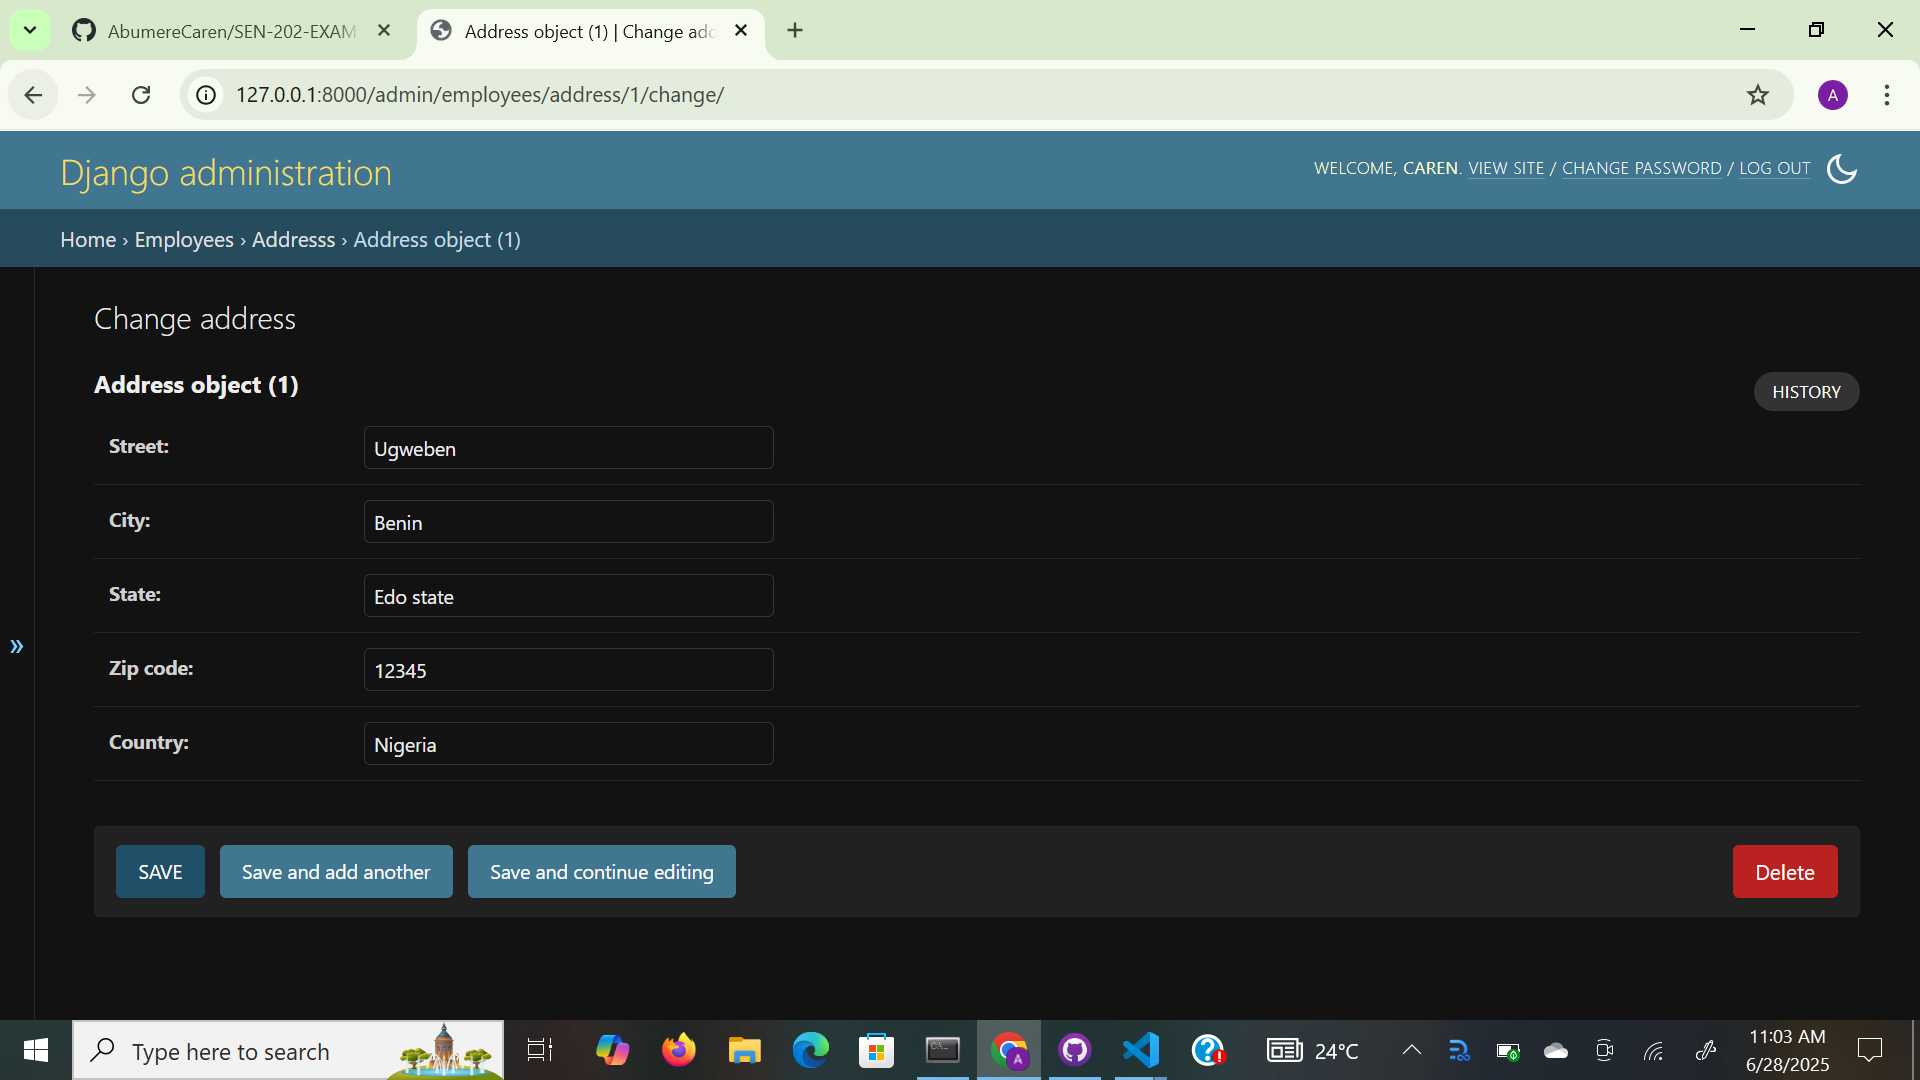 AbumereCaren/SEN-202-EXAM
Address object (1) | Change adc
127.0.0.1:8000/admin/employees/address/1/change/
A
Django administration
WELCOME, CAREN. VIEW SITE / CHANGE PASSWORD / LOG OUT
Home › Employees › Addresss › Address object (1)
Change address
Address object (1)
HISTORY
Street:
Ugweben
City:
Benin
State:
Edo state
Zip code:
12345
Country:
Nigeria
SAVE
Save and add another
Save and continue editing
Delete
Type here to search
A
24°C
11:03 AM
6/28/2025